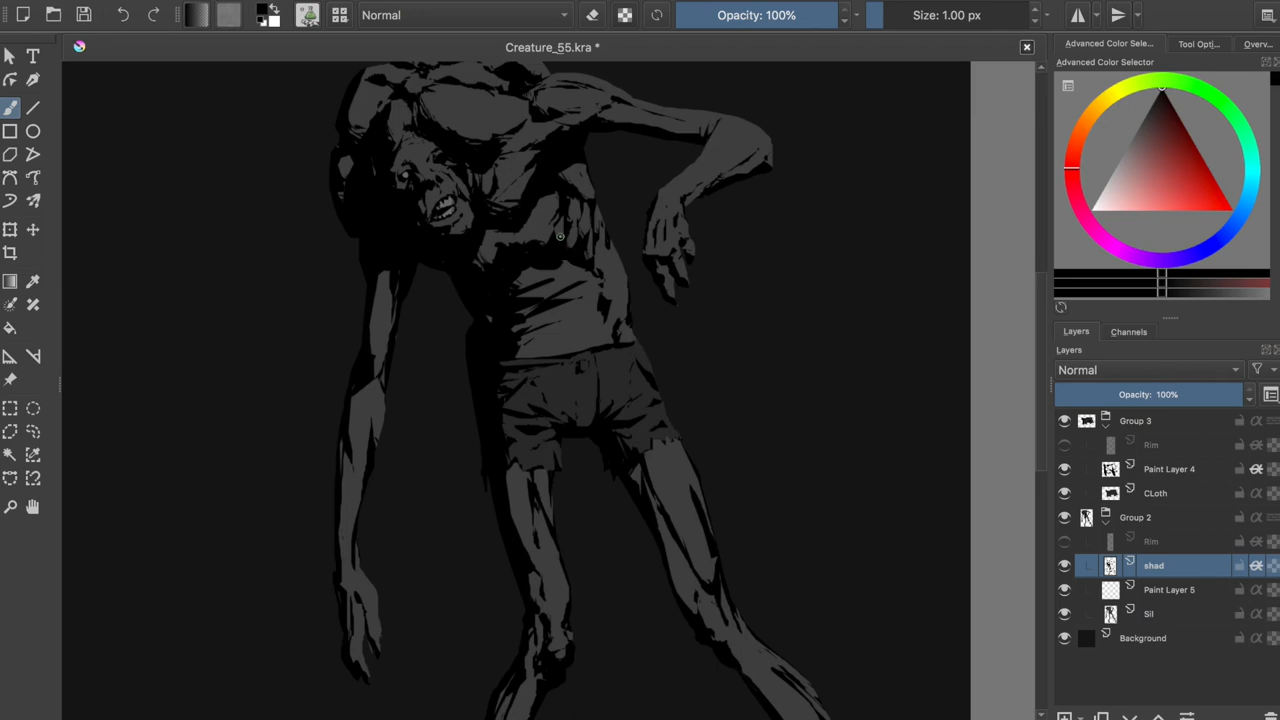 Normal
Opacity: 100%
Size: 1.00 px
Creature_55.kra *
Advanced Color Sele...
Tool Opti...
Overv...
Advanced Color Selector
Layers
Channels
Layers
Normal
Opacity: 100%
Group 3
Rim
Paint Layer 4
CLoth
Group 2
Rim
shad
Paint Layer 5
Sil
Background